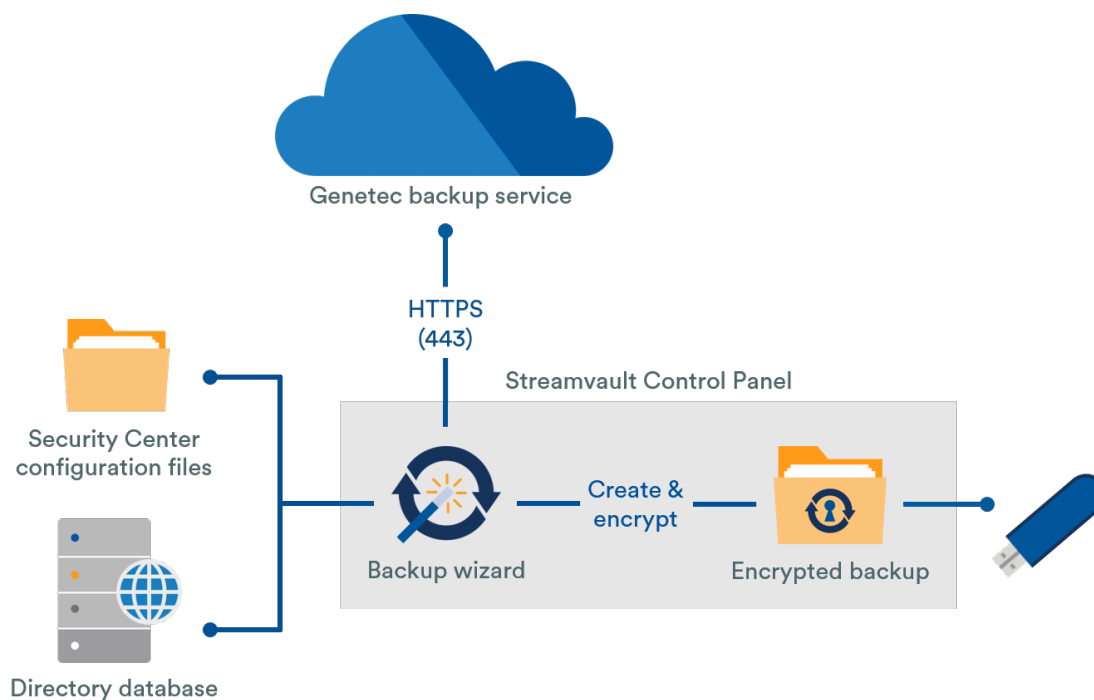 Genetec backup service
HTTPS
(443)
Streamvault Control Panel
Security Center
configuration files
Create &
encrypt
Backup wizard
Encrypted backup
Directory database